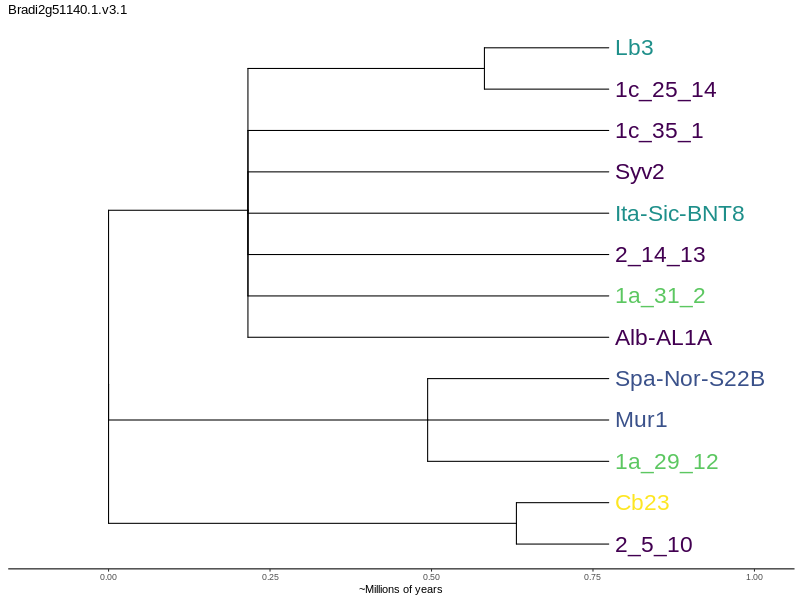 Bradi2g51140.1.v3.1
Lb3
1c_25_14
1c_35_1
Syv2
Ita-Sic-BNT8
2_14_13
1a_31_2
Alb-AL1A
Spa-Nor-S22B
Mur1
1a_29_12
Cb23
2_5_10
0.00 0.25 0.50 0.75 1.00
~Millions of years